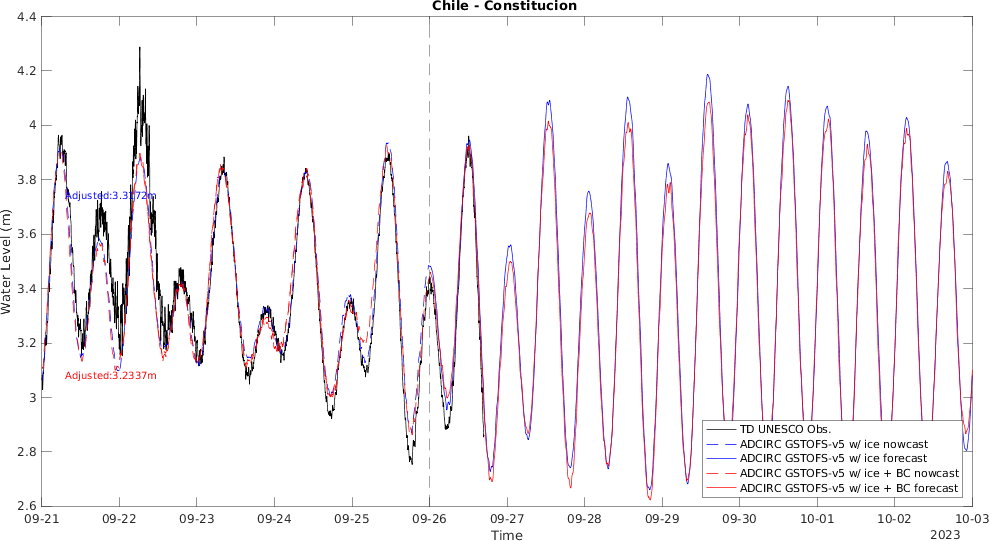 Chile - Constitucion
Water Level (m)
4.4
4.2
4
3.8
3.6
3.4
3.2
3
2.8
2.6
Adjusted:
Adjusted:3.2337m
TD UNESCO Obs.
ADCIRC GSTOFS-v5 w/ ice nowcast
ADCIRC GSTOFS-v5 w/ ice forecast
ADCIRC GSTOFS-v5 w/ ice + BC nowcast
ADCIRC GSTOFS-v5 w/ ice + BC forecast
09-21 09-22 09-23 09-24 09-25 09-26 09-27 09-28 09-29 09-30 10-01 10-02 10-03
Time
2023